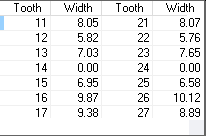 Tooth Width Tooth Width
11 8.05 21 8.07
12 5.82 22 5.76
13 7.03 23 7.65
14 0.00 24 0.00
15 6.95 25 6.58
16 9.87 26 10.12
17 9.38 27 8.89